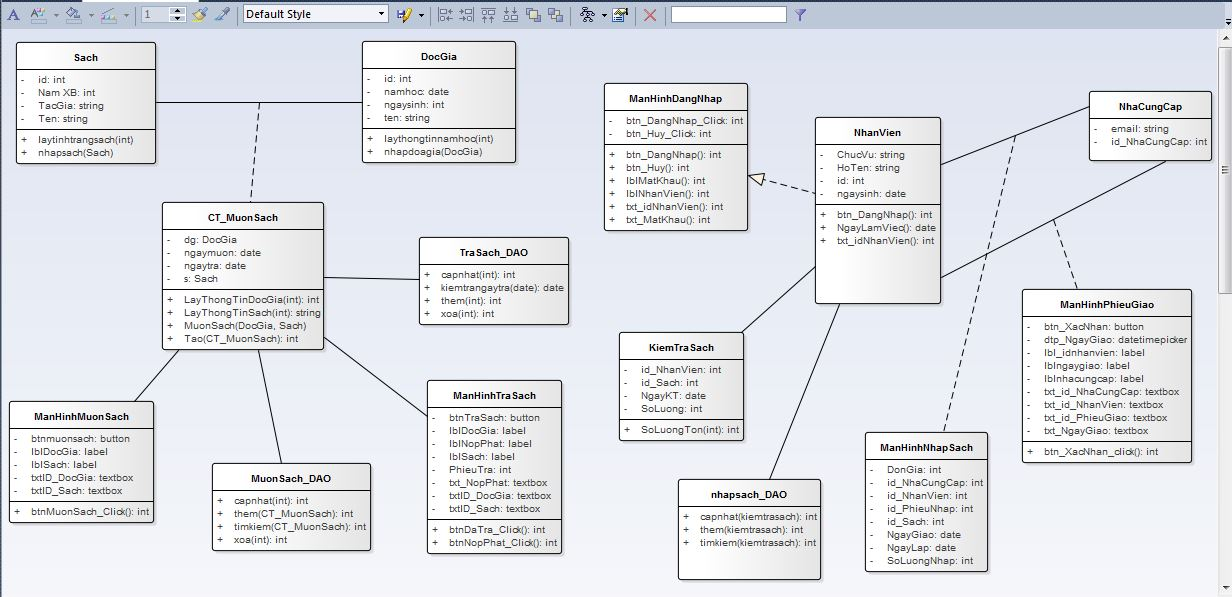 1
Default Style
Sach
- id: int
- Nam XB: int
- TacGia: string
- Ten: string
+ laytinhtrangsach(int)
+ nhapsach(Sach)
DocGia
- id: int
- namhoc: date
- ngaysinh: int
- ten: string
+ laythongtinnamhoc(int)
+ nhapdoagia(DocGia)
ManHinhDangNhap
- btn_DangNhap_Click: int
- btn_Huy_Click: int
+ btn_DangNhap(): int
+ btn_Huy(): int
+ lblMatKhau(): int
+ lblNhanVien(): int
+ txt_idNhanVien(): int
+ txt_MatKhau(): int
NhanVien
- ChucVu: string
- HoTen: string
- id: int
- ngaysinh: date
+ btn_DangNhap(): int
+ NgayLamViec(): date
+ txt_idNhanVien(): int
NhaCungCap
- email: string
- id_NhaCungCap: int
CT_MuonSach
- dg: DocGia
- ngaymuon: date
- ngaytra: date
- s: Sach
+ LayThongTinDocGia(int): int
+ LayThongTinSach(int): string
+ MuonSach(DocGia, Sach)
+ Tao(CT_MuonSach): int
TraSach_DAO
+ capnhat(int): int
+ kiemtrangaytra(date): date
+ them(int): int
+ xoa(int): int
KiemTraSach
- id_NhanVien: int
- id_Sach: int
- NgayKT: date
- SoLuong: int
+ SoLuongTon(int): int
ManHinhPhieuGiao
- btn_XacNhan: button
- dtp_NgayGiao: datetimepicker
- lbl_idnhanvien: label
- lblngaygiao: label
- lblnhacungcap: label
- txt_id_NhaCungCap: textbox
- txt_id_NhanVien: textbox
- txt_id_PhieuGiao: textbox
- txt_NgayGiao: textbox
+ btn_XacNhan_click(): int
ManHinhMuonSach
- btnmuonsach: button
- lblDocGia: label
- lblSach: label
- txtID_DocGia: textbox
- txtID_Sach: textbox
+ btnMuonSach_Click(): int
MuonSach_DAO
+ capnhat(int): int
+ them(CT_MuonSach): int
+ timkiem(CT_MuonSach): int
+ xoa(int): int
ManHinhTraSach
- btnTraSach: button
- lblDocGia: label
- lblNopPhat: label
- lblSach: label
- PhieuTra: int
- txt_NopPhat: textbox
- txtID_DocGia: textbox
- txtID_Sach: textbox
+ btnDaTra_Click(): int
+ btnNopPhat_Click(): int
nhapsach_DAO
+ capnhat(kiemtrasach): int
+ them(kiemtrasach): int
+ timkiem(kiemtrasach): int
ManHinhNhapSach
- DonGia: int
- id_NhaCungCap: int
- id_NhanVien: int
- id_PhieuNhap: int
- id_Sach: int
- NgayGiao: date
- NgayLap: date
- SoLuongNhap: int